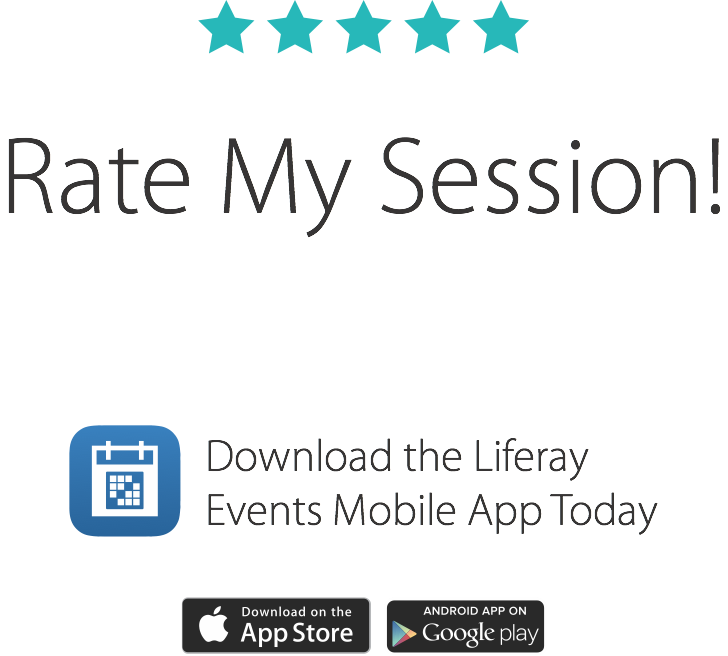 Rate My Session!
Download the Liferay
Events Mobile App Today
Download on the
App Store
ANDROID APP ON
Google play